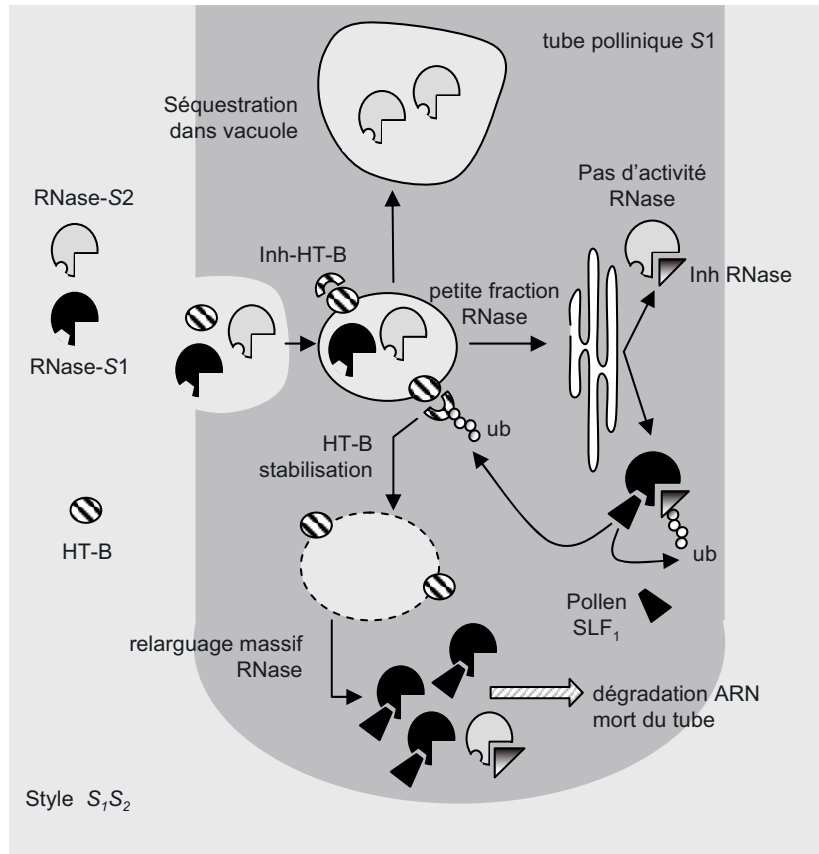 tube pollinique S1
Séquestration
dans vacuole
Pas d’activité
RNase
RNase-S2
Inh-HT-B
Inh RNase
petite fraction
RNase
RNase-S1
HT-B
stabilisation
ub
HT-B
ub
Pollen
SLF1
relarguage massif
RNase
dégradation ARN
mort du tube
Style S1S2